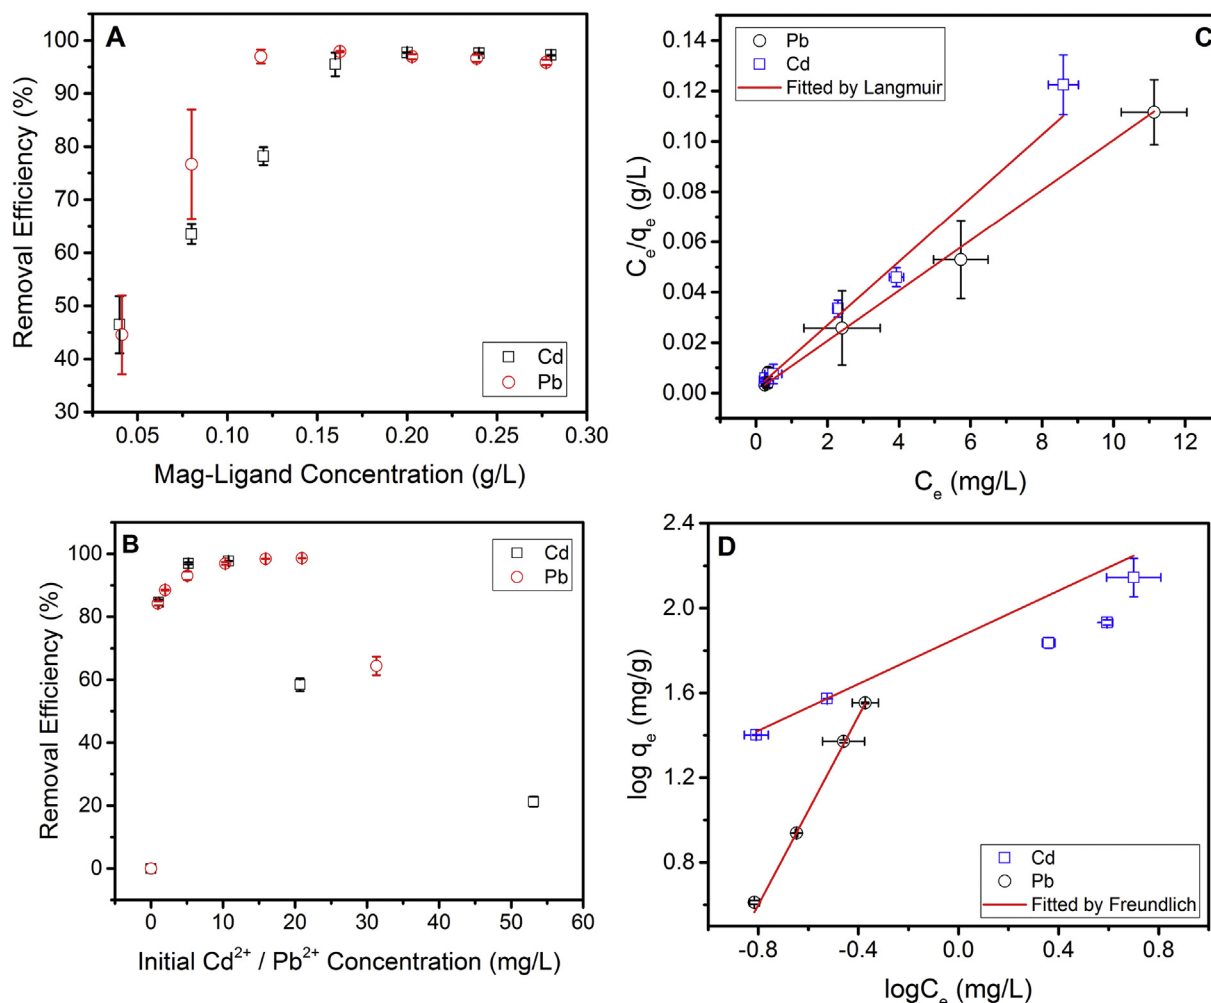 A
Removal Efficiency (%)
100
90
80
70
60
50
40
30
Cd
Pb
0.05 0.10 0.15 0.20 0.25 0.30
Mag-Ligand Concentration (g/L)
C
Pb
Cd
Fitted by Langmuir
C_e/q_e (g/L)
0.14
0.12
0.10
0.08
0.06
0.04
0.02
0.00
0 2 4 6 8 10 12
C_e (mg/L)
B
Cd
Pb
Removal Efficiency (%)
100
80
60
40
20
0
0 10 20 30 40 50 60
Initial Cd²⁺ / Pb²⁺ Concentration (mg/L)
D
log q_e (mg/g)
2.4
2.0
1.6
1.2
0.8
Cd
Pb
Fitted by Freundlich
-0.8 -0.4 0.0 0.4 0.8
logC_e (mg/L)